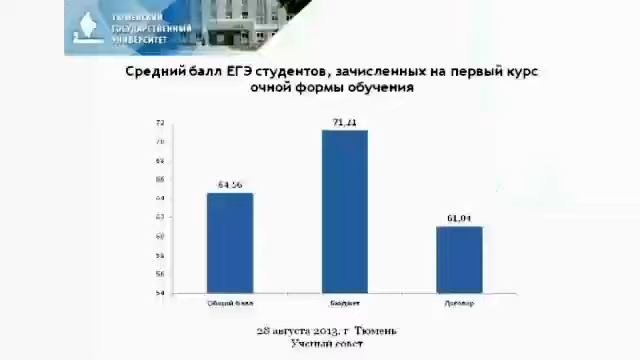 ТЮМЕНСКИЙ
ГОСУДАРСТВЕННЫЙ
УНИВЕРСИТЕТ
Средний балл ЕГЭ студентов, зачисленных на первый курс
очной формы обучения
72
70
68
66
64
62
60
58
56
54
64,56
71,21
61,04
Общий балл
Бюджет
Договор
28 августа 2013. г Тюмень
Ученый совет